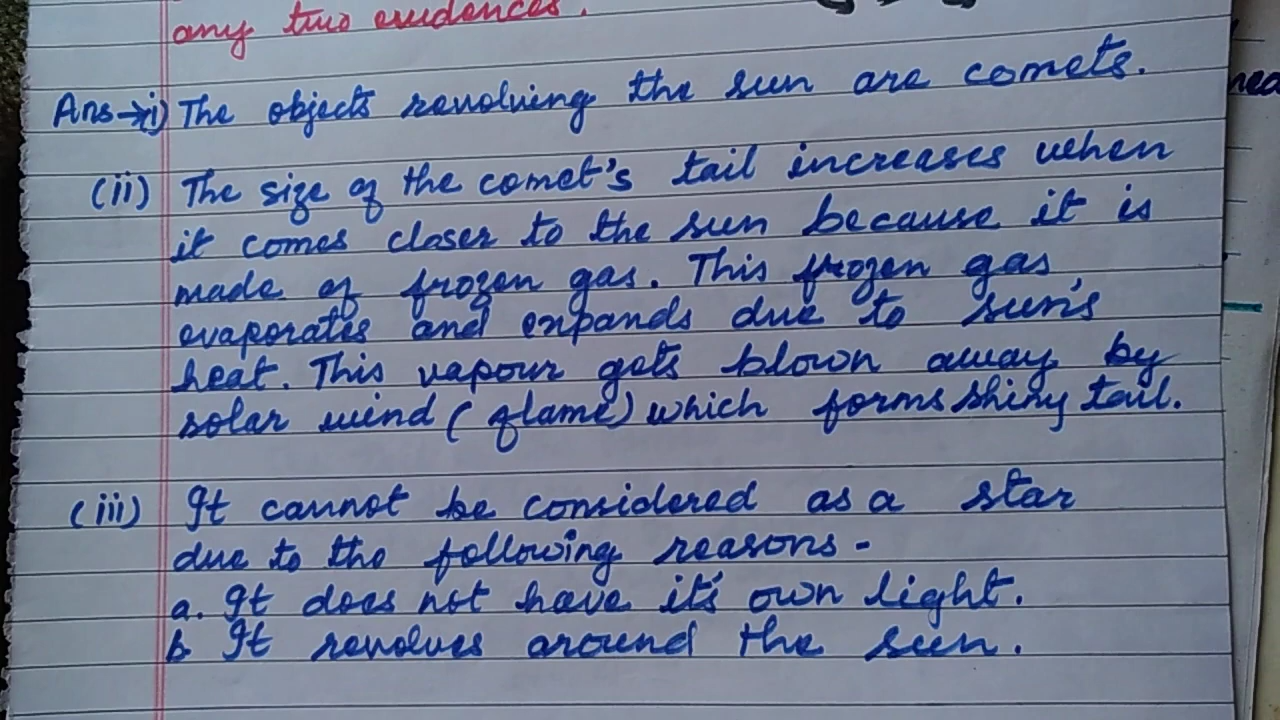 any two evidences.
Ans→i) The objects revolving the sun are comets.
(ii) The size of the comet's tail increases when
it comes closer to the sun because it is
made of frozen gas. This frozen gas
evaporates and expands due to sun's
heat. This vapour gets blown away by
solar wind (flame) which forms shiny tail.
(iii) It cannot be considered as a star
due to the following reasons-
a. It does not have it's own light.
b It revolves around the sun.